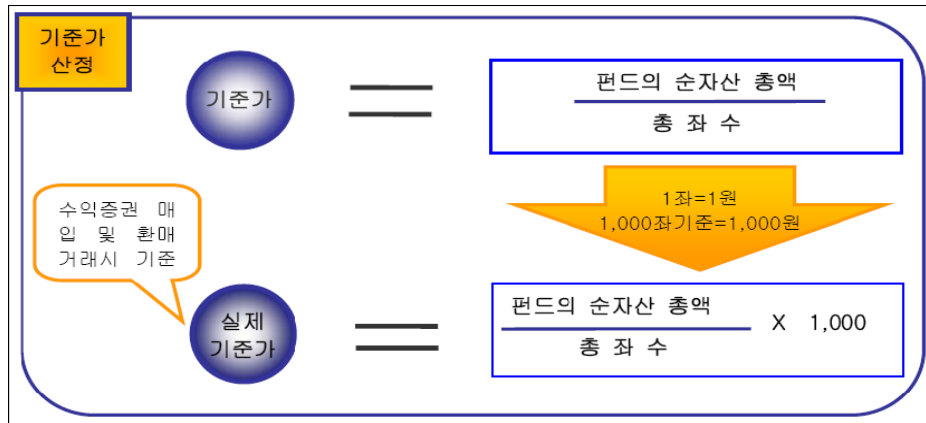 기준가
산정
기준가
펀드의 순자산 총액
총 좌 수
1좌=1원
1,000좌기준=1,000원
수익증권 매
입 및 환매
거래시 기준
실제
기준가
펀드의 순자산 총액
총 좌 수
X 1,000